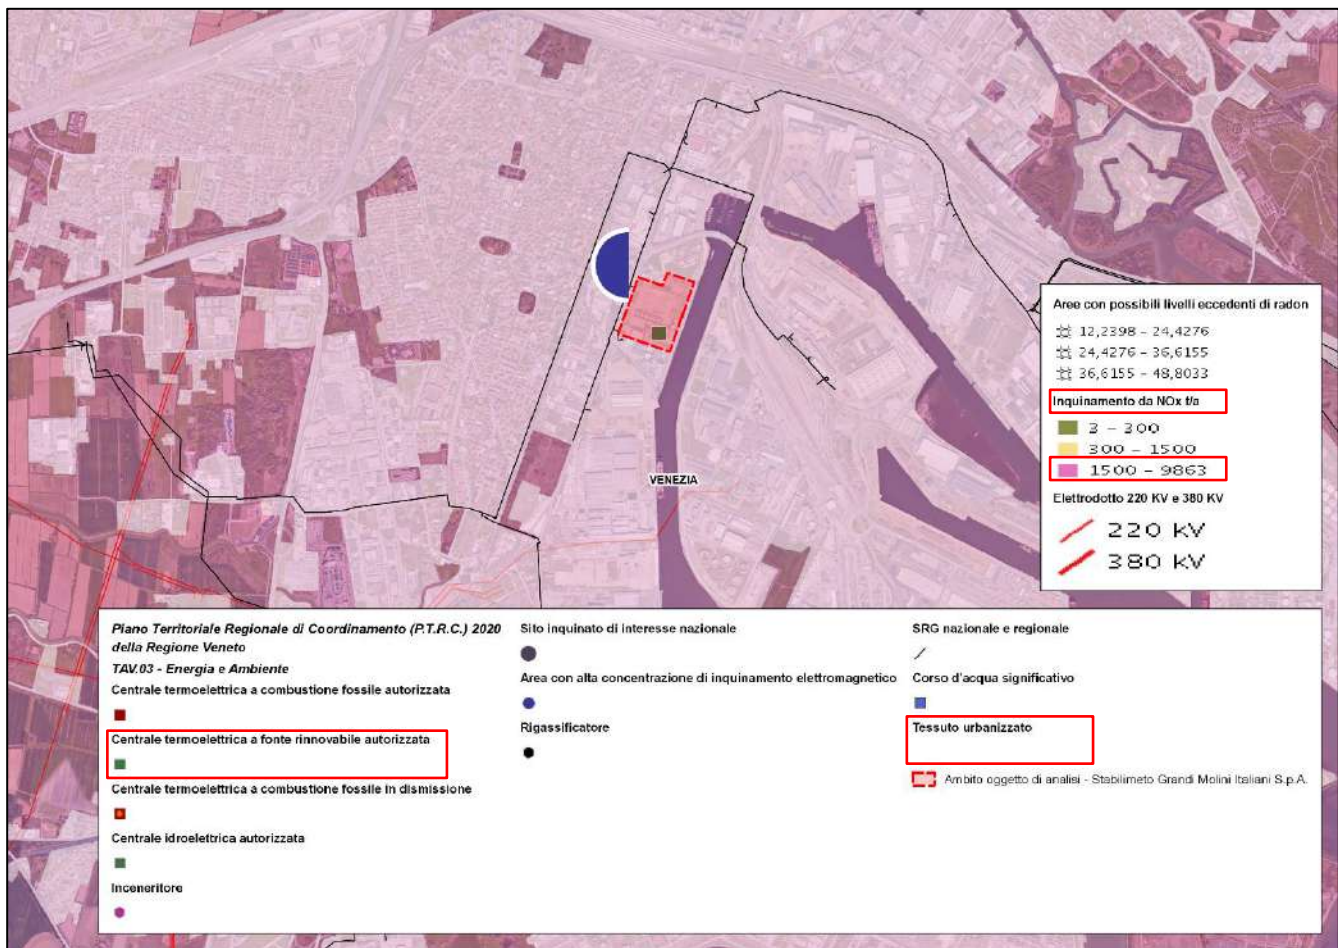 VENEZIA
Aree con possibili livelli eccedenti di radon
12,2398 – 24,4276
24,4276 – 36,6155
36,6155 – 48,8033
Inquinamento da NOx t/a
3 – 300
300 – 1500
1500 – 9863
Elettrodotto 220 KV e 380 KV
220 kV
380 kV
Piano Territoriale Regionale di Coordinamento (P.T.R.C.) 2020
della Regione Veneto
TAV.03 - Energia e Ambiente
Centrale termoelettrica a combustione fossile autorizzata
Centrale termoelettrica a fonte rinnovabile autorizzata
Centrale termoelettrica a combustione fossile in dismissione
Centrale idroelettrica autorizzata
Inceneritore
Sito inquinato di interesse nazionale
Area con alta concentrazione di inquinamento elettromagnetico
Rigassificatore
SRG nazionale e regionale
Corso d'acqua significativo
Tessuto urbanizzato
Ambito oggetto di analisi - Stabilimeto Grandi Molini Italiani S.p.A.